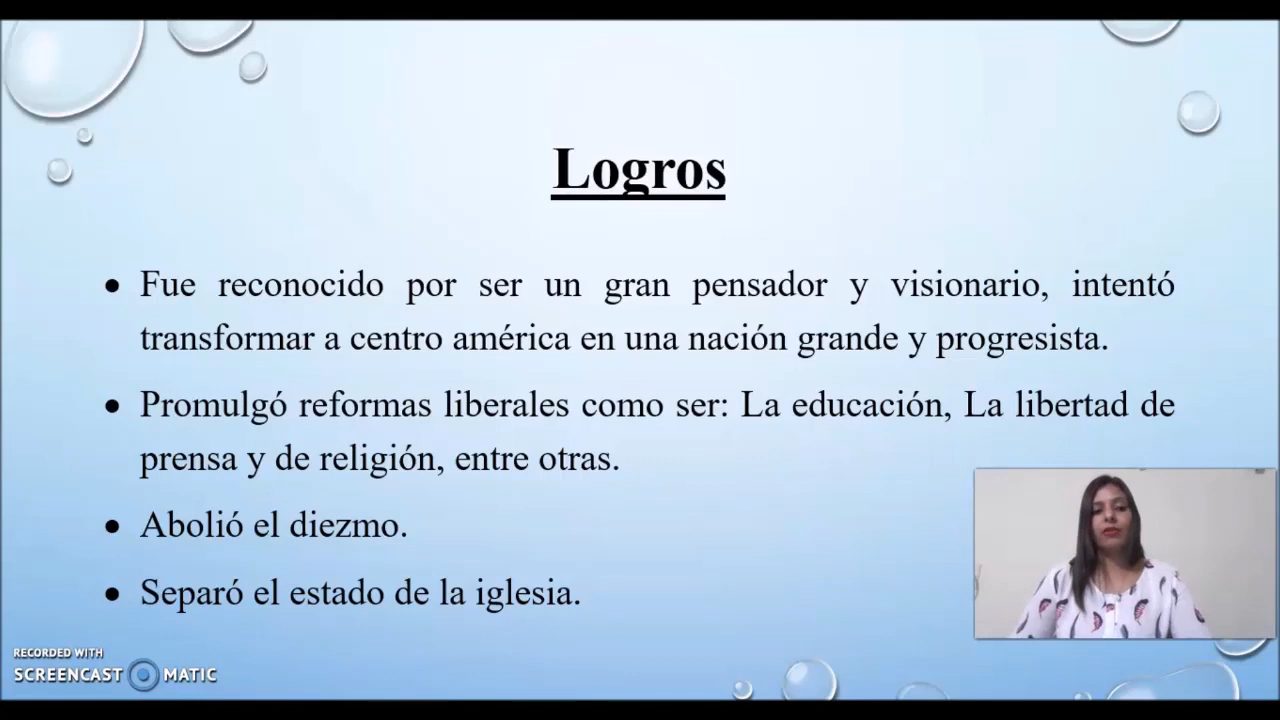 Logros
• Fue reconocido por ser un gran pensador y visionario, intentó
transformar a centro américa en una nación grande y progresista.
• Promulgó reformas liberales como ser: La educación, La libertad de
prensa y de religión, entre otras.
• Abolió el diezmo.
• Separó el estado de la iglesia.
RECORDED WITH
SCREENCAST MATIC